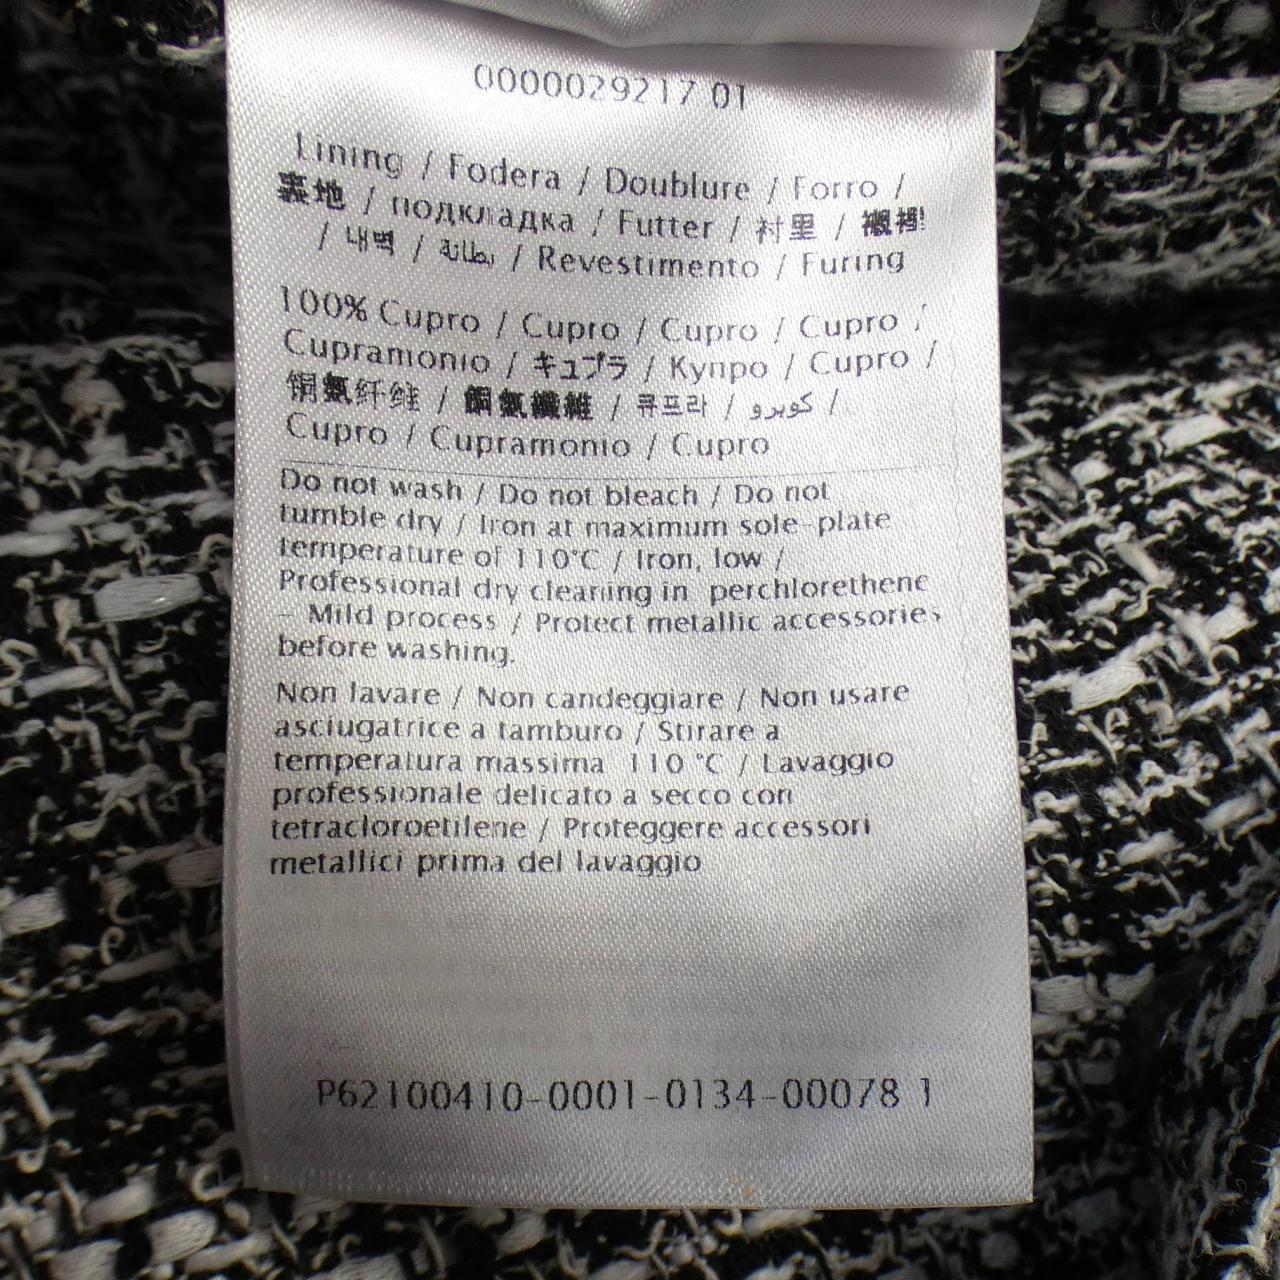 0000029217 01
Lining / Fodera / Doublure / Forro /
裏地 / подкладка / Futter / 衬里 / 襯裡
/ 내벽 / بطانة / Revestimento / Furing
100% Cupro / Cupro / Cupro / Cupro /
Cupramonio / キュプラ / Купро / Cupro /
铜氨纤维 / 銅氨纖維 / 큐프라 / كوبرو /
Cupro / Cupramonio / Cupro
Do not wash / Do not bleach / Do not
tumble dry / Iron at maximum sole-plate
temperature of 110°C / Iron, low /
Professional dry cleaning in perchlorethene
- Mild process / Protect metallic accessories
before washing.
Non lavare / Non candeggiare / Non usare
asciugatrice a tamburo / Stirare a
temperatura massima 110 °C / Lavaggio
professionale delicato a secco con
tetracloroetilene / Proteggere accessori
metallici prima del lavaggio
P62100410-0001-0134-00078 1